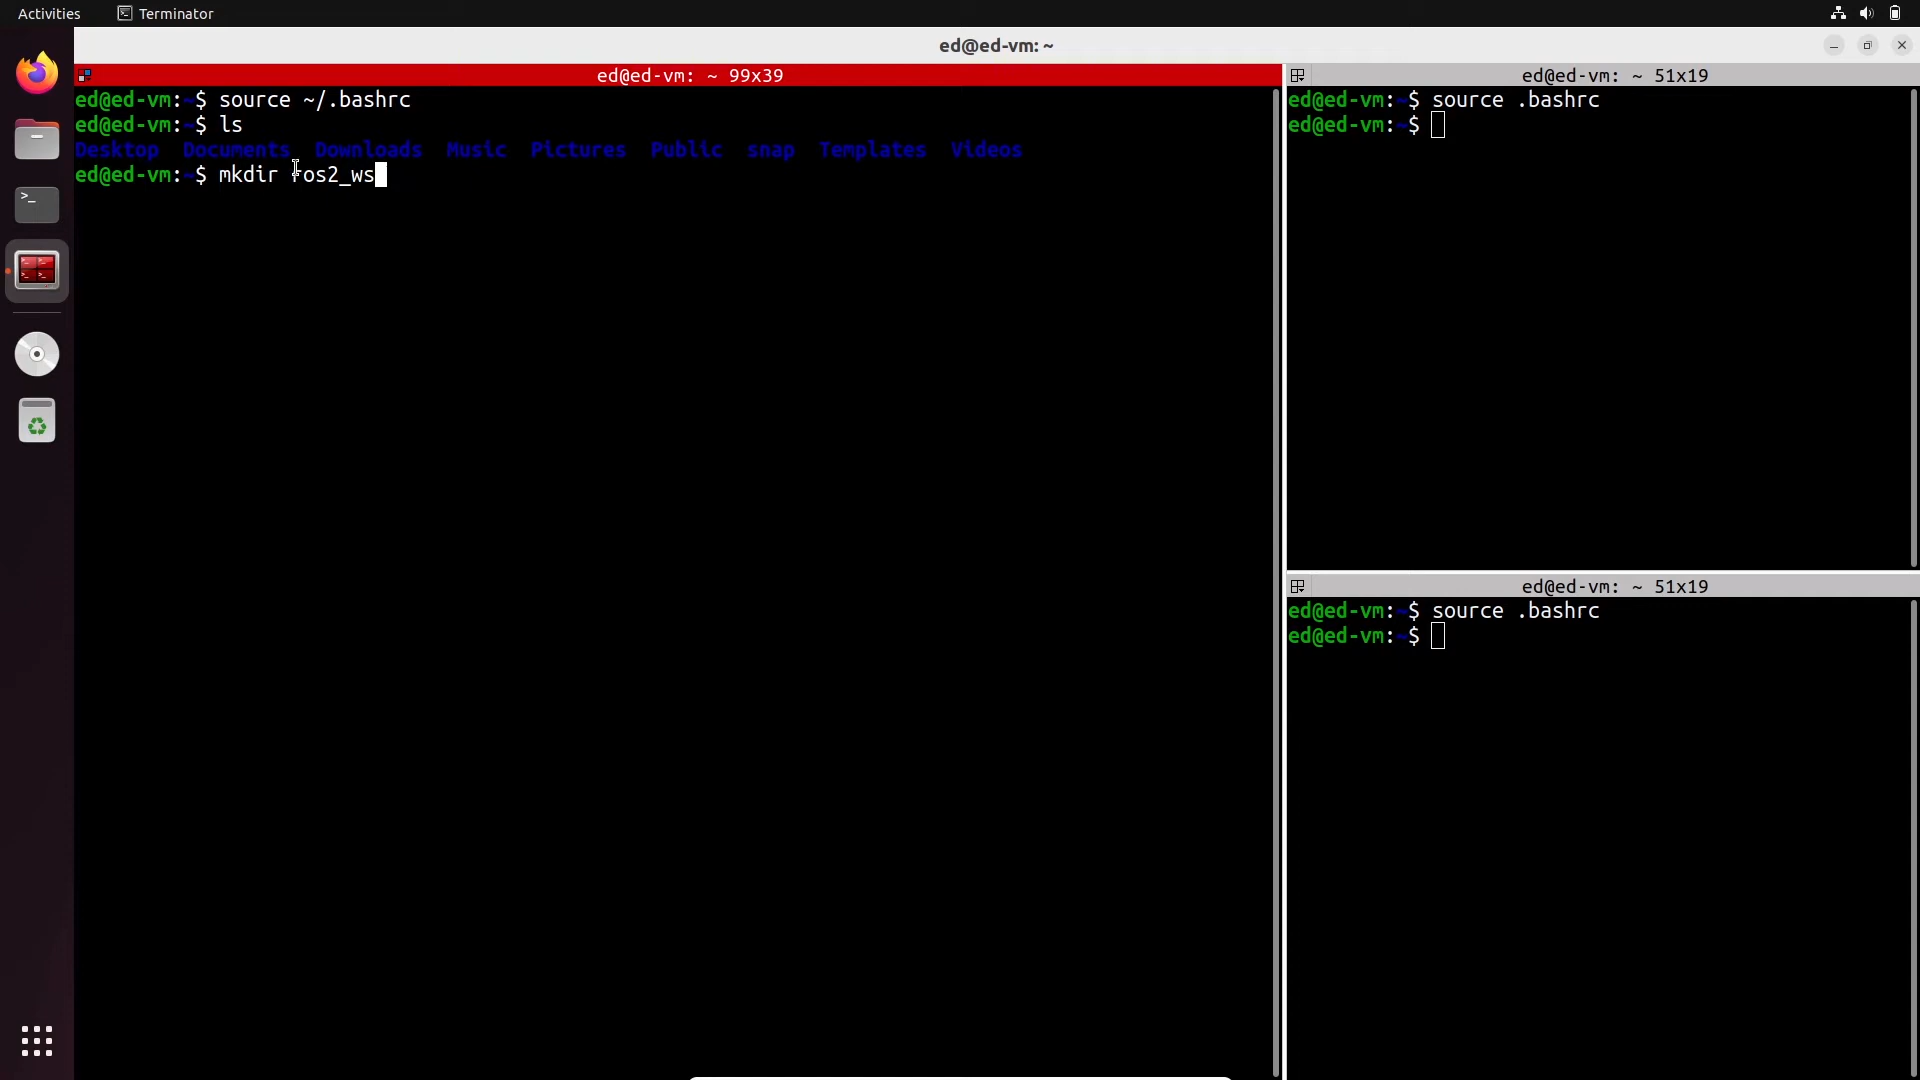 Activities Terminator
ed@ed-vm: ~
ed@ed-vm: ~ 99x39
ed@ed-vm:~$ source ~/.bashrc
ed@ed-vm:~$ ls
Desktop Documents Downloads Music Pictures Public snap Templates Videos
ed@ed-vm:~$ mkdir ros2_ws
ed@ed-vm: ~ 51x19
ed@ed-vm:~$ source .bashrc
ed@ed-vm:~$
ed@ed-vm: ~ 51x19
ed@ed-vm:~$ source .bashrc
ed@ed-vm:~$